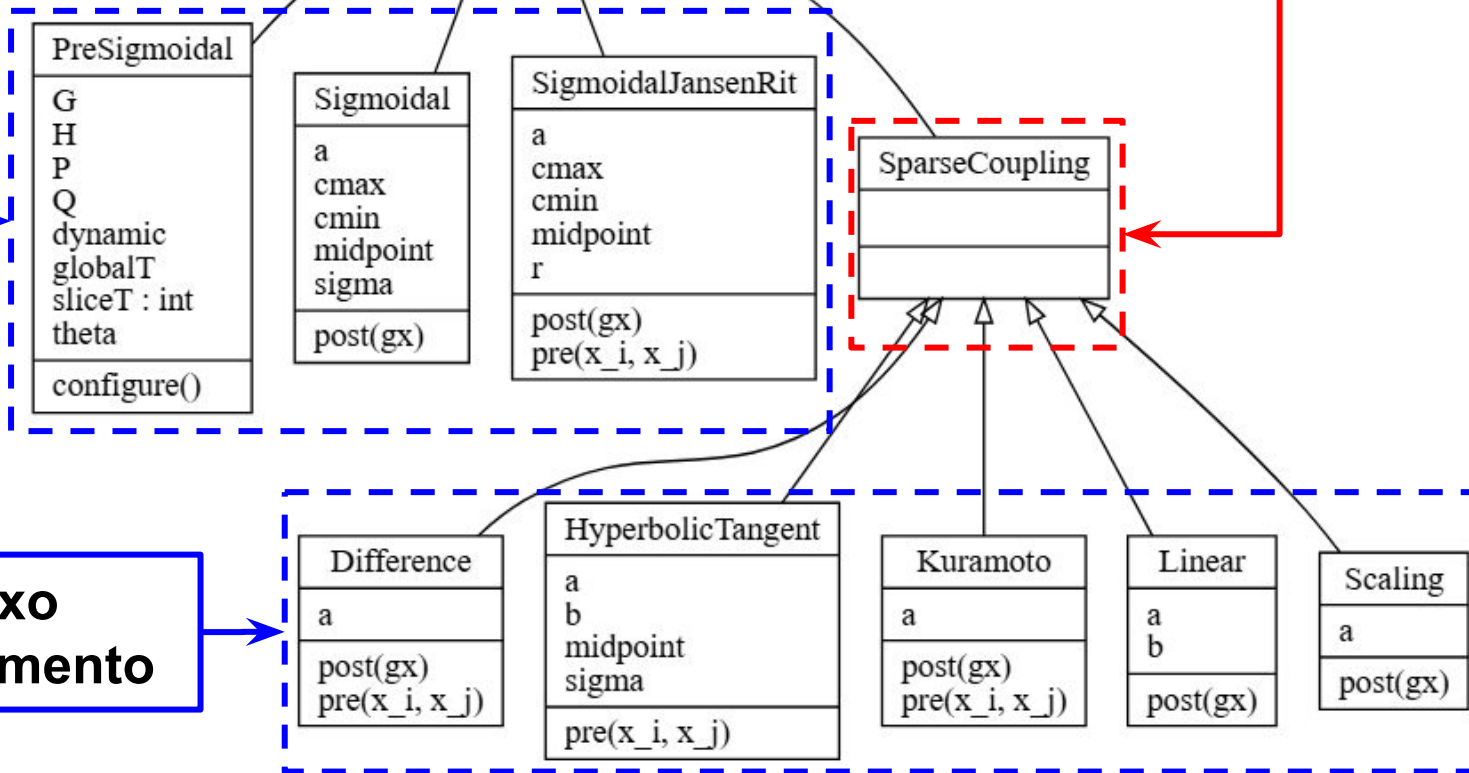 PreSigmoidal
G
H
P
Q
dynamic
globalT
sliceT : int
theta
configure()
Sigmoidal
a
cmax
cmin
midpoint
sigma
post(gx)
SigmoidalJansenRit
a
cmax
cmin
midpoint
r
post(gx)
pre(x_i, x_j)
SparseCoupling
xo
mento
Difference
a
post(gx)
pre(x_i, x_j)
HyperbolicTangent
a
b
midpoint
sigma
pre(x_i, x_j)
Kuramoto
a
post(gx)
pre(x_i, x_j)
Linear
a
b
post(gx)
Scaling
a
post(gx)